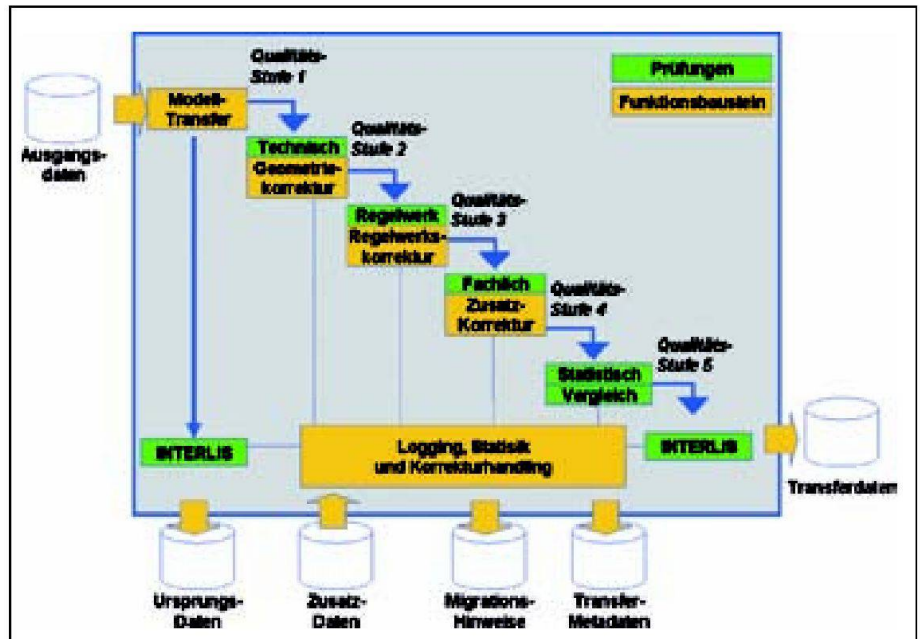 Qualitäts-
Stufe 1
Prüfungen
Funktionsbaustein
Modell-
Transfer
Ausgangs-
daten
Qualitäts-
Stufe 2
Technisch
Geometrie-
korrektur
Qualitäts-
Stufe 3
Regelwerk
Regelwerks-
korrektur
Fachlich
Zusatz-
Korrektur
Qualitäts-
Stufe 4
Qualitäts-
Stufe 5
Statistisch
Vergleich
INTERLIS
Logging, Statisik
und Korrekturhandling
INTERLIS
Transferdaten
Ursprungs-
Daten
Zusatz-
Daten
Migrations-
Hinweise
Transfer-
Metadaten